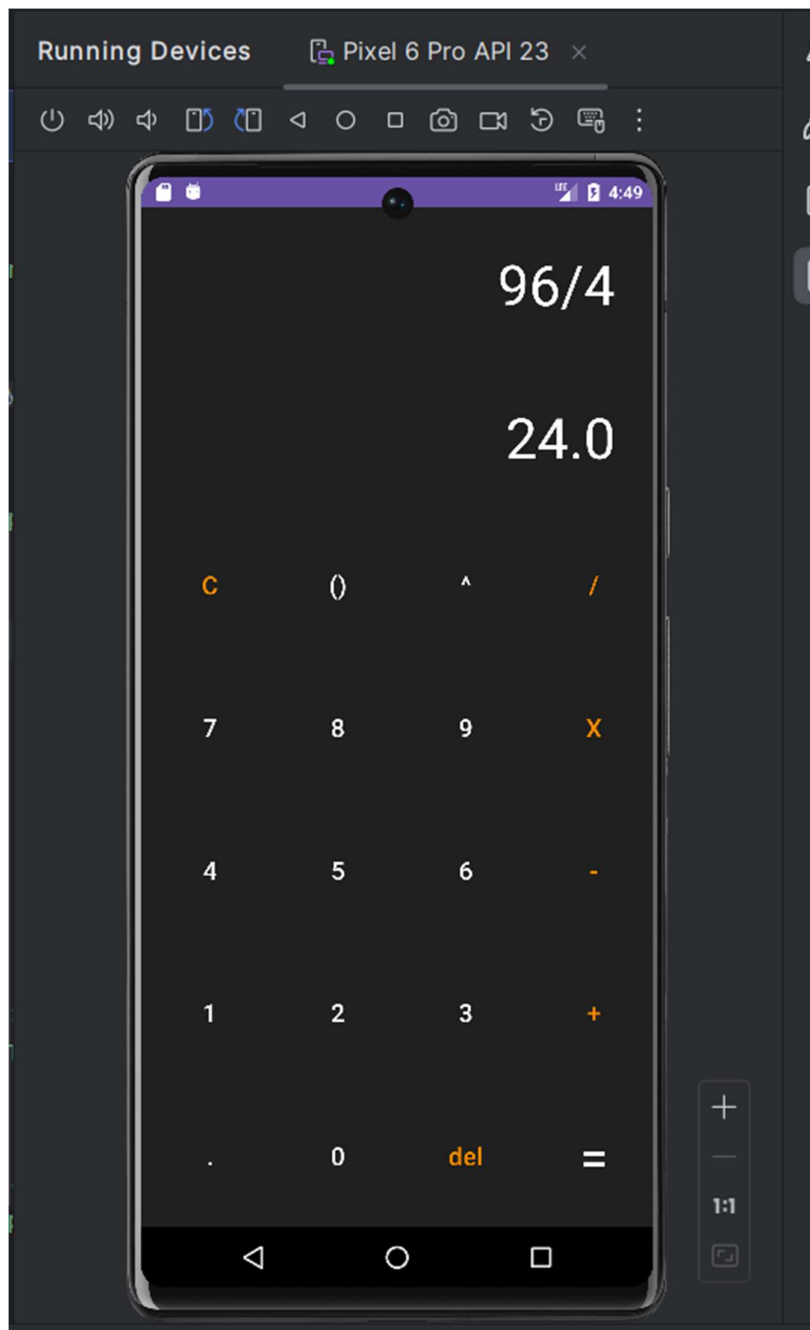 Running Devices Pixel 6 Pro API 23
LTE 4:49
96/4
24.0
C () ^ /
7 8 9 X
4 5 6 -
1 2 3 +
. 0 del =
1:1